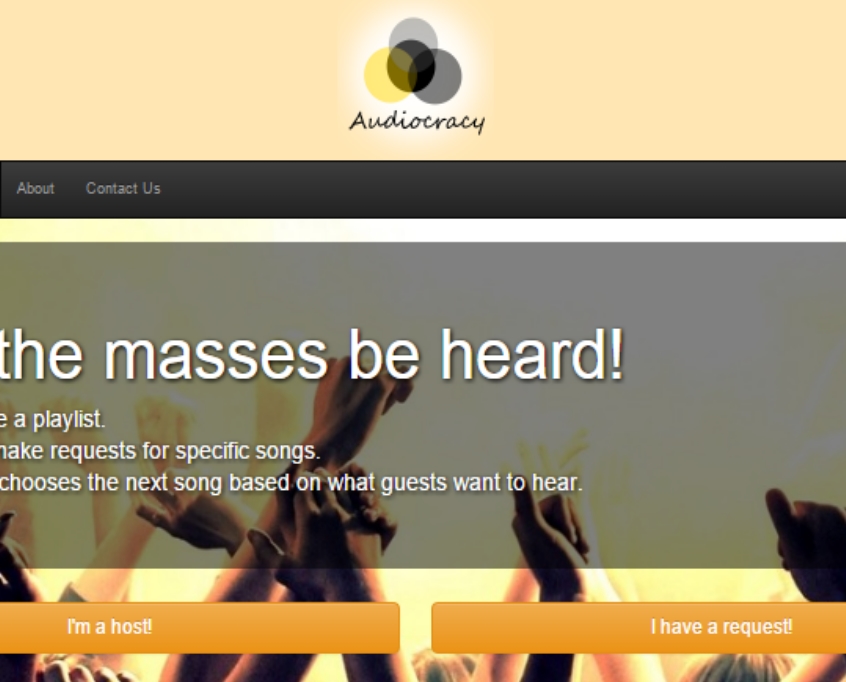 Audiocracy
About Contact Us
the masses be heard!
e a playlist.
make requests for specific songs.
chooses the next song based on what guests want to hear.
I'm a host! I have a request!